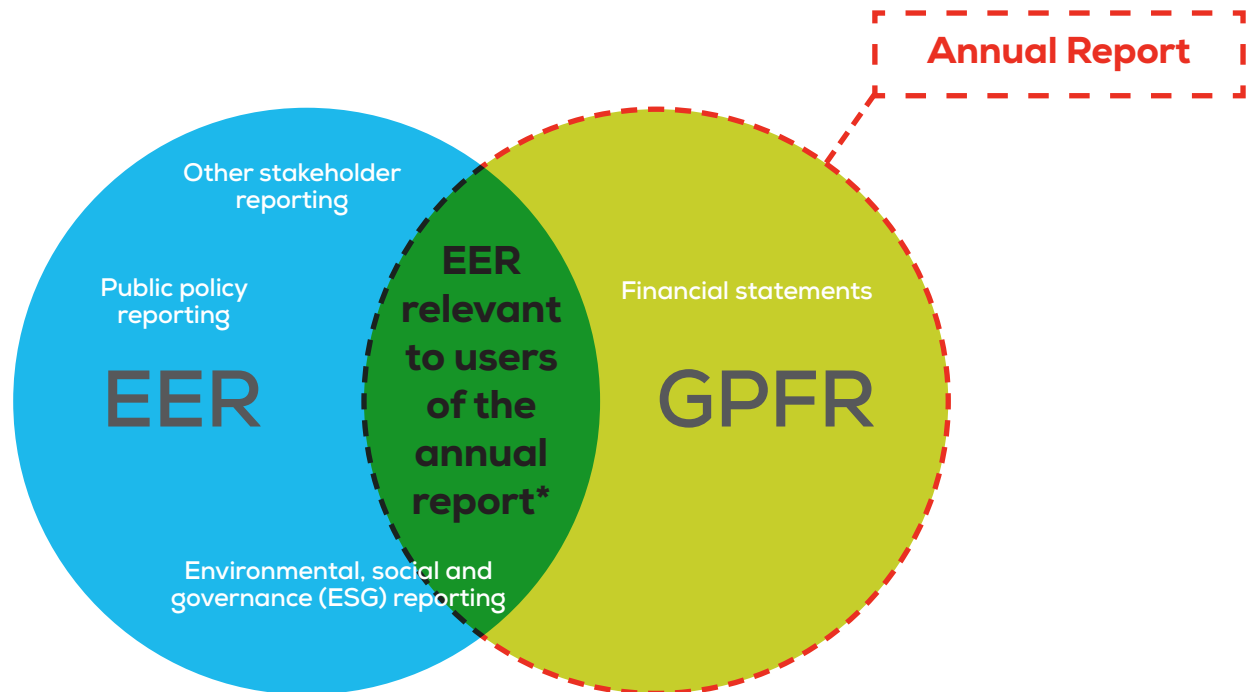 Annual Report
Other stakeholder
reporting
Public policy
reporting
EER
Environmental, social and
governance (ESG) reporting
EER
relevant
to users
of the
annual
report*
Financial statements
GPFR